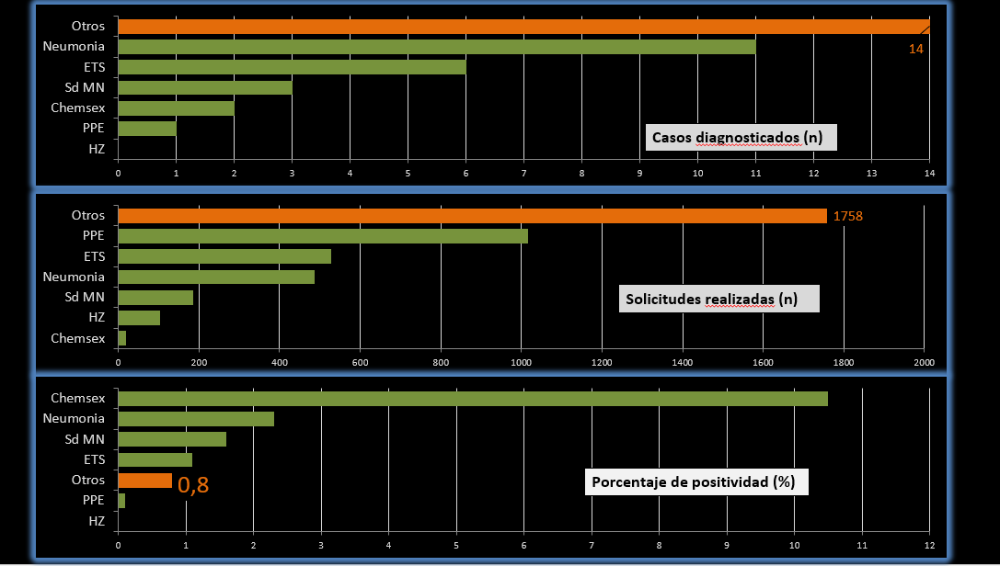 Otros
Neumonia
14
ETS
Sd MN
Chemsex
PPE
Casos diagnosticados (n)
HZ
0 1 2 3 4 5 6 7 8 9 10 11 12 13 14
Otros 1758
PPE
ETS
Neumonia
Sd MN
Solicitudes realizadas (n)
HZ
Chemsex
0 200 400 600 800 1000 1200 1400 1600 1800 2000
Chemsex
Neumonia
Sd MN
ETS
Otros 0,8
Porcentaje de positividad (%)
PPE
HZ
0 1 2 3 4 5 6 7 8 9 10 11 12